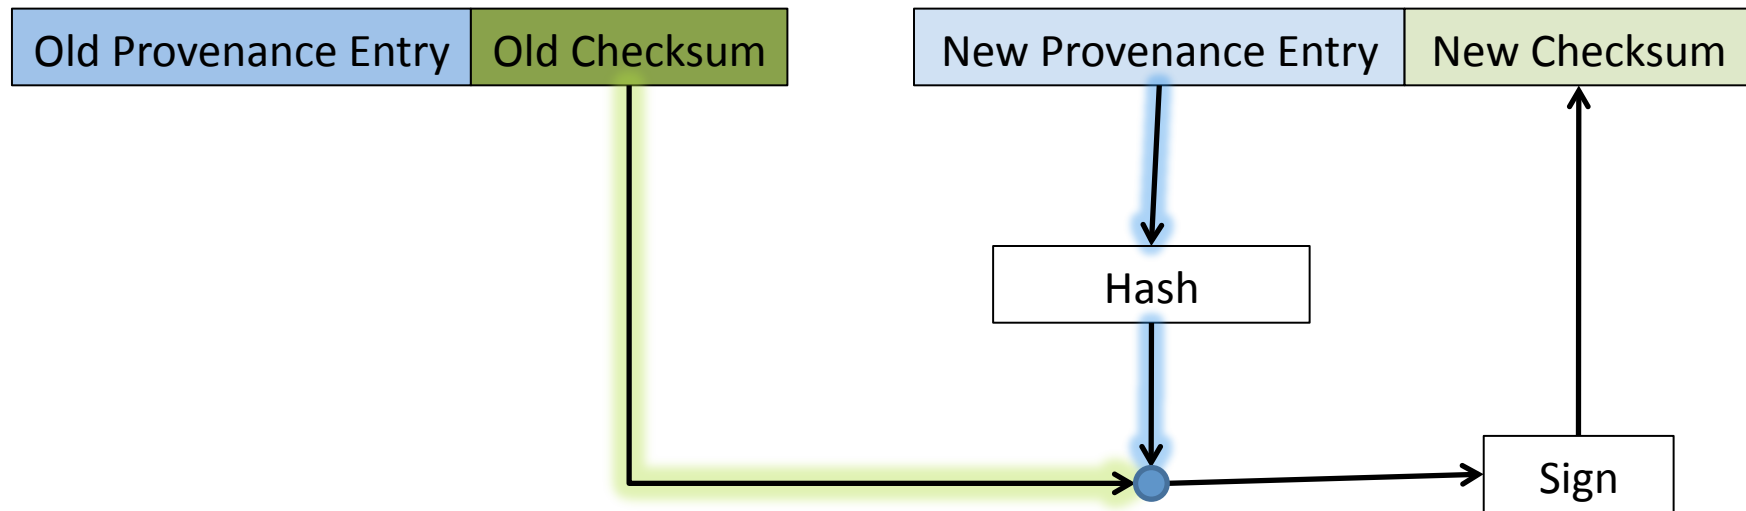 Old Provenance Entry
Old Checksum
New Provenance Entry
New Checksum
Hash
Sign